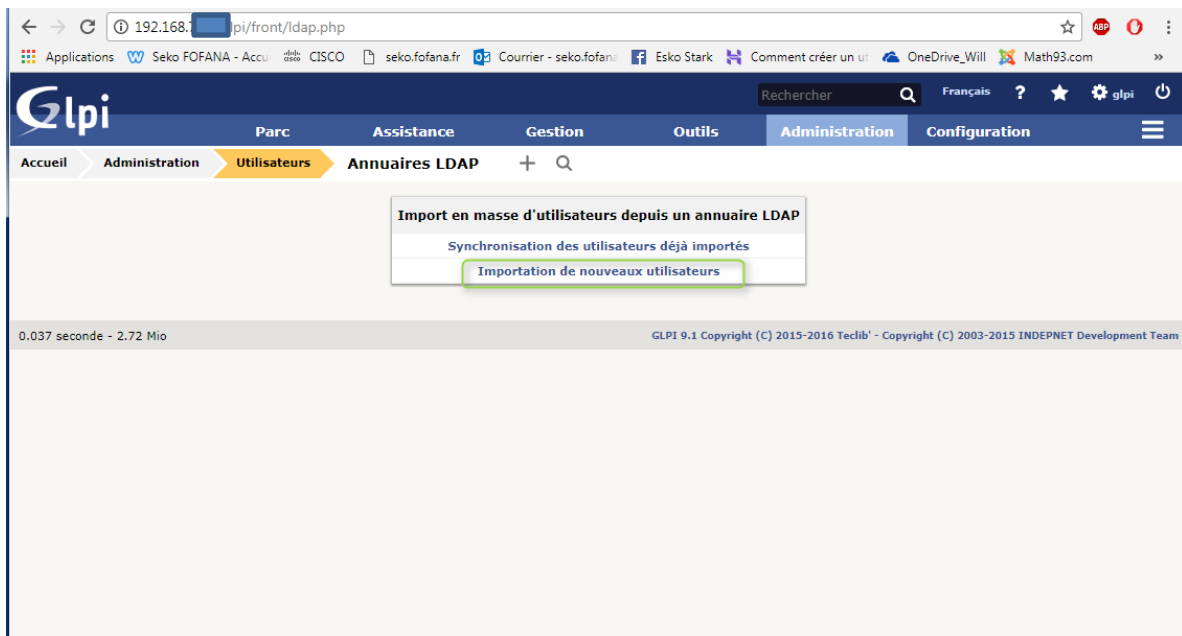 192.168. lpi/front/ldap.php
ABP
Applications Seko FOFANA - Accu CISCO seko.fofana.fr Courrier - seko.fofan Esko Stark Comment créer un ut OneDrive_Will Math93.com »
Glpi
Rechercher Français ? glpi
Parc Assistance Gestion Outils Administration Configuration
Accueil Administration Utilisateurs Annuaires LDAP +
Import en masse d'utilisateurs depuis un annuaire LDAP
Synchronisation des utilisateurs déjà importés
Importation de nouveaux utilisateurs
0.037 seconde - 2.72 Mio GLPI 9.1 Copyright (C) 2015-2016 Teclib' - Copyright (C) 2003-2015 INDEPNET Development Team